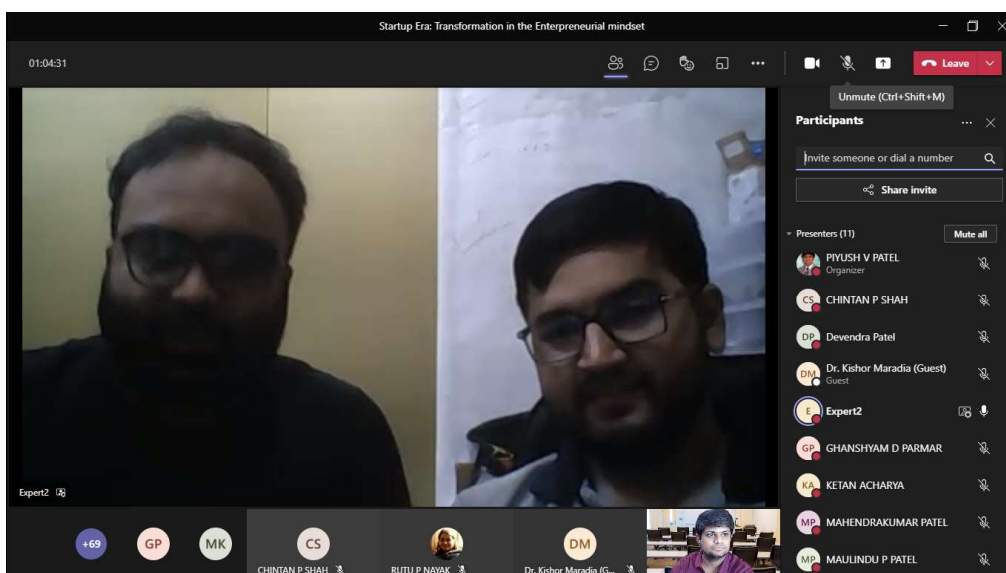 Startup Era: Transformation in the Enterpreneurial mindset
01:04:31
Leave
Unmute (Ctrl+Shift+M)
Participants
Invite someone or dial a number
Share invite
Presenters (11)
Mute all
PIYUSH V PATEL
Organizer
CS
CHINTAN P SHAH
DP
Devendra Patel
DM
Dr. Kishor Maradia (Guest)
Guest
E
Expert2
GP
GHANSHYAM D PARMAR
KA
KETAN ACHARYA
MP
MAHENDRAKUMAR PATEL
MP
MAULINDU P PATEL
Expert2
+69
GP
MK
CS
CHINTAN P SHAH
RUTU P NAYAK
DM
Dr. Kishor Maradia (G...